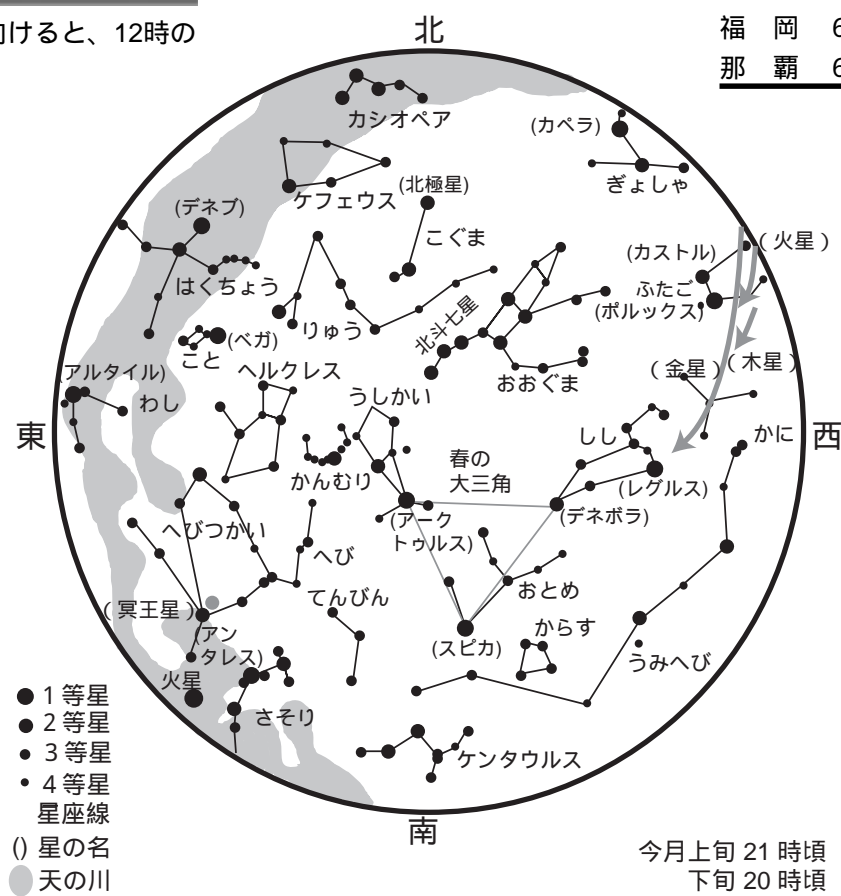 向けると、12時の
福 岡 6
那 覇 6
北
カシオペア
(カペラ)
ぎょしゃ
ケフェウス
(北極星)
こぐま
(デネブ)
はくちょう
(カストル)
(火星)
ふたご
(ポルックス)
りゅう
北斗七星
おおぐま
こと
(ベガ)
(金星)
(木星)
(アルタイル)
わし
ヘルクレス
うしかい
東
西
かに
しし
(レグルス)
かんむり
春の
大三角
(アーク
トゥルス)
(デネボラ)
へびつかい
へび
てんびん
おとめ
(冥王星)
(アン
タレス)
(スピカ)
からす
うみへび
火星
さそり
ケンタウルス
南
1等星
2等星
3等星
4等星
星座線
() 星の名
天の川
今月上旬 21 時頃
下旬 20 時頃